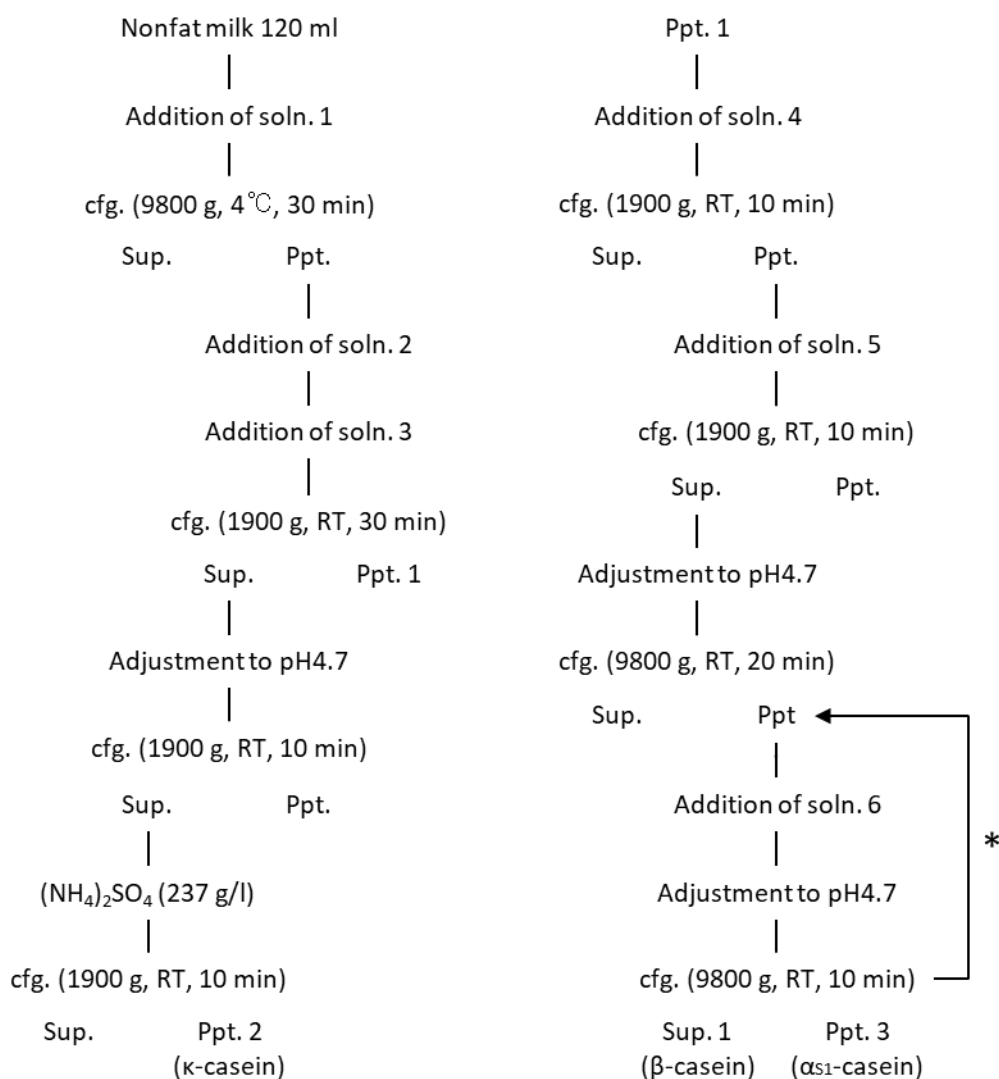 Nonfat milk 120 ml
Addition of soln. 1
cfg. (9800 g, 4℃, 30 min)
Sup. Ppt.
Addition of soln. 2
Addition of soln. 3
cfg. (1900 g, RT, 30 min)
Sup. Ppt. 1
Adjustment to pH4.7
cfg. (1900 g, RT, 10 min)
Sup. Ppt.
(NH₄)₂SO₄ (237 g/l)
cfg. (1900 g, RT, 10 min)
Sup. Ppt. 2
(κ-casein)
Ppt. 1
Addition of soln. 4
cfg. (1900 g, RT, 10 min)
Sup. Ppt.
Addition of soln. 5
cfg. (1900 g, RT, 10 min)
Sup. Ppt.
Adjustment to pH4.7
cfg. (9800 g, RT, 20 min)
Sup. Ppt
Addition of soln. 6
*
Adjustment to pH4.7
cfg. (9800 g, RT, 10 min)
Sup. 1 Ppt. 3
(β-casein) (αs1-casein)